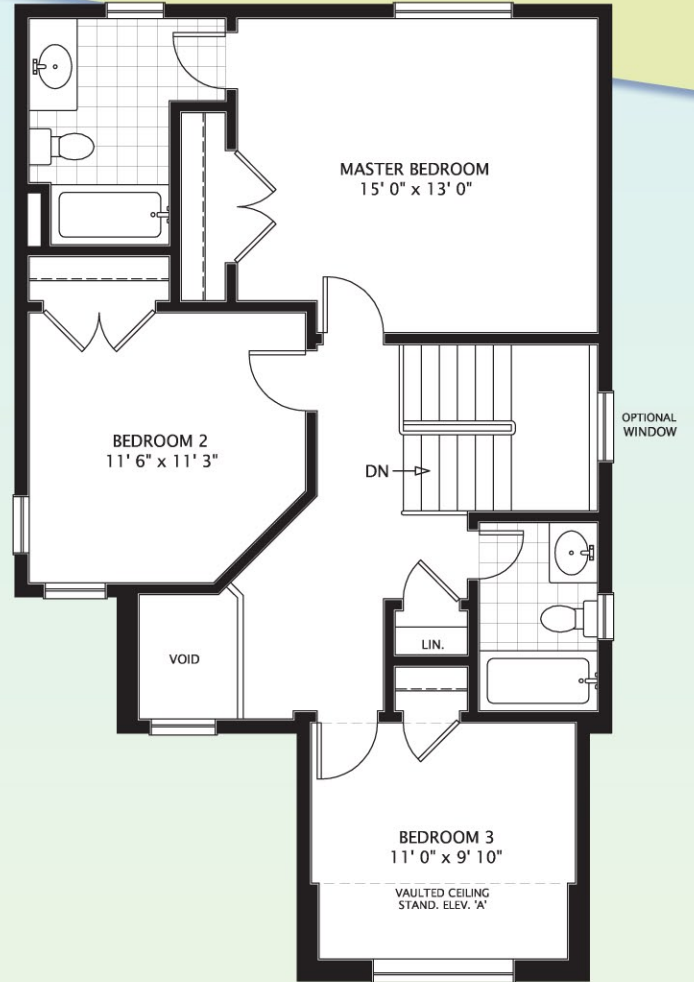 MASTER BEDROOM
15' 0" x 13' 0"
OPTIONAL
WINDOW
BEDROOM 2
11' 6" x 11' 3"
DN
LIN.
VOID
BEDROOM 3
11' 0" x 9' 10"
VAULTED CEILING
STAND. ELEV. 'A'